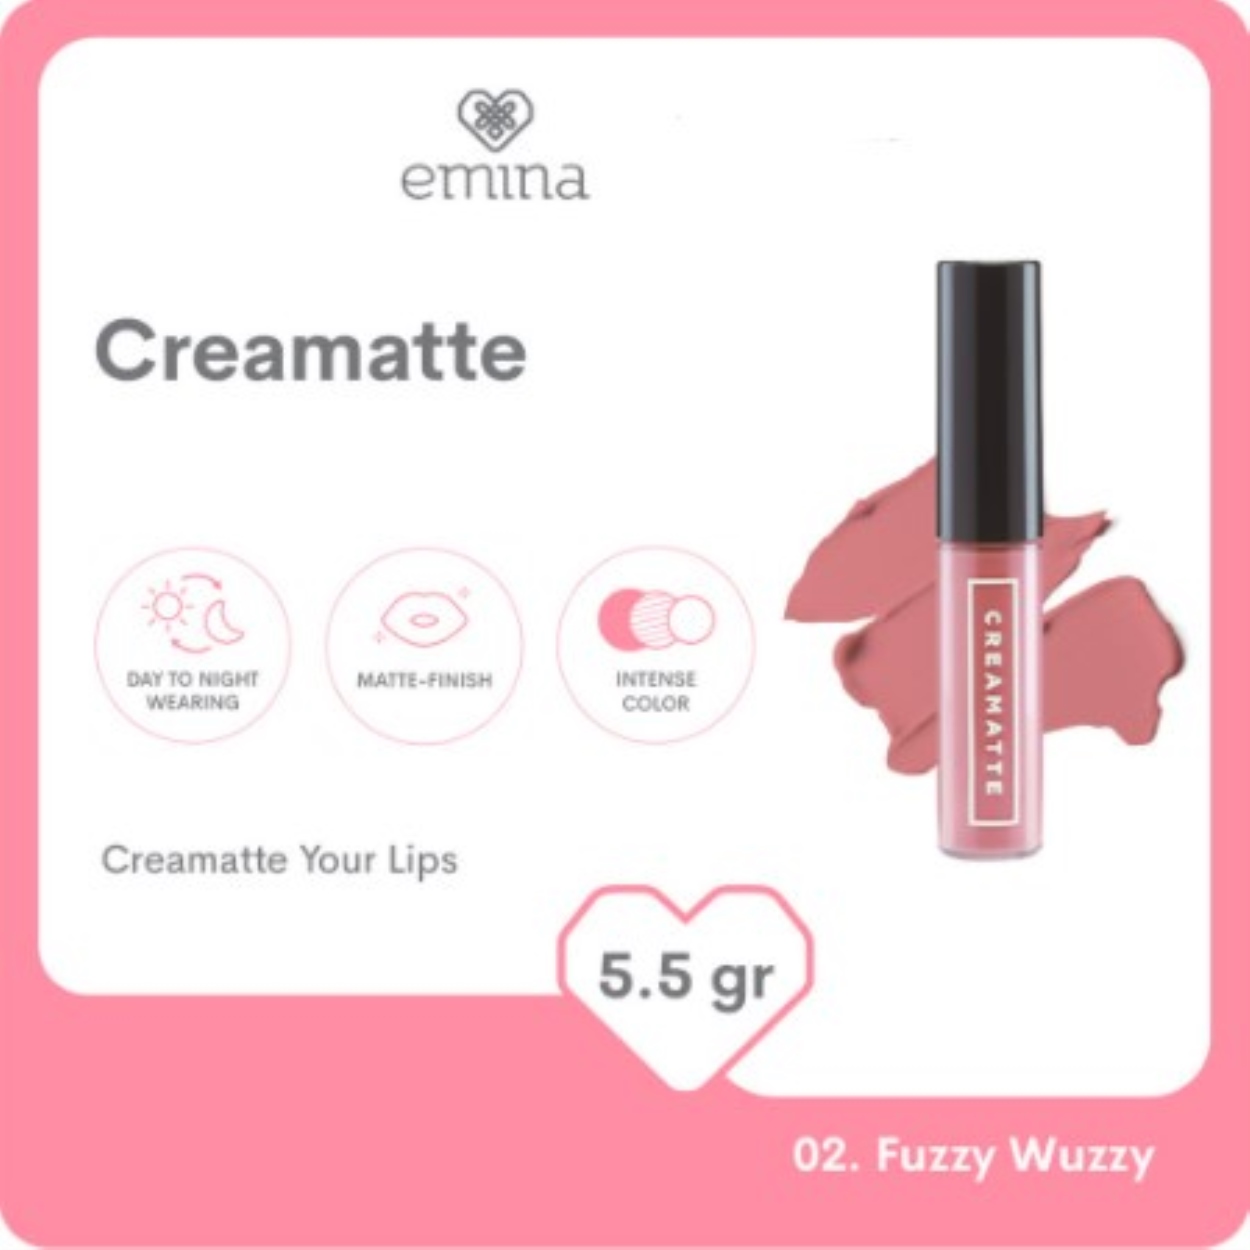 emina
Creamatte
DAY TO NIGHT
WEARING
MATTE-FINISH
INTENSE
COLOR
CREAMATTE
Creamatte Your Lips
5.5 gr
02. Fuzzy Wuzzy